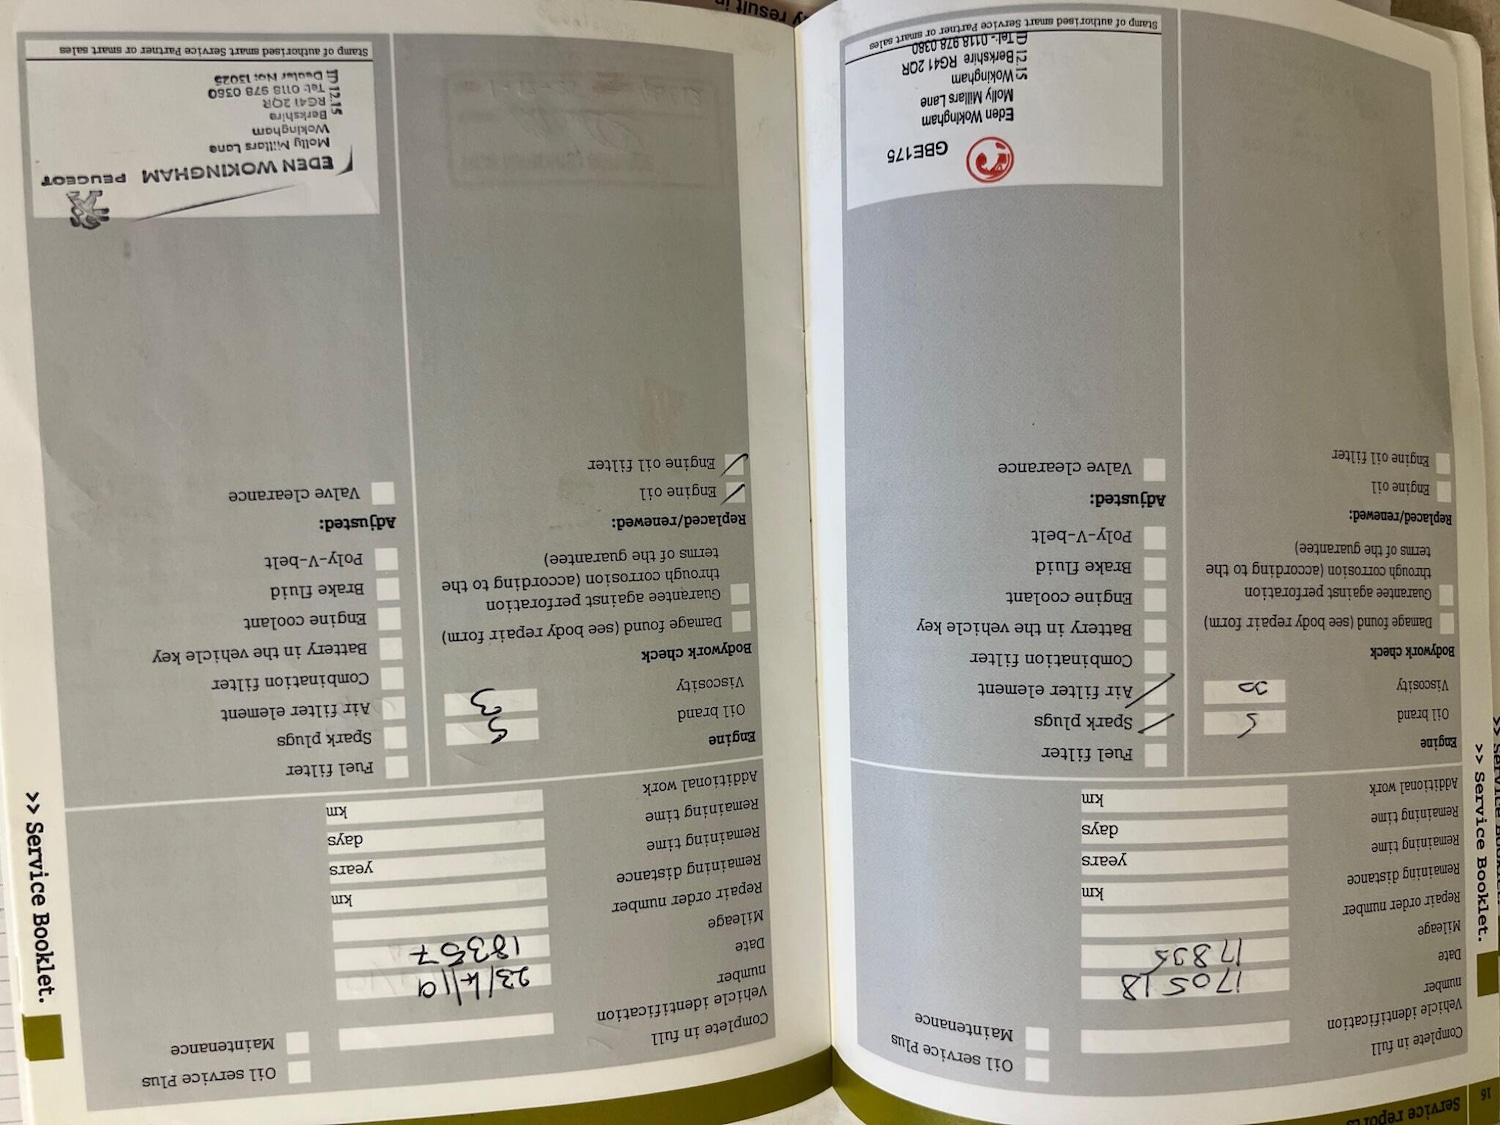 16
Service reports
>> Service Booklet.
Complete in full
Vehicle identification
number
Date 170518
Mileage 17835
Repair order number
Remaining distance km
Remaining time years
Remaining time days
Additional work km
Oil service Plus
Maintenance
Engine
Oil brand 5
Viscosity 30
Bodywork check
Damage found (see body repair form)
Guarantee against perforation
through corrosion (according to the
terms of the guarantee)
Replaced/renewed:
Engine oil
Engine oil filter
Fuel filter
Spark plugs
Air filter element
Combination filter
Battery in the vehicle key
Engine coolant
Brake fluid
Poly-V-belt
Adjusted:
Valve clearance
GBE175
Eden Wokingham
Molly Millars Lane
Wokingham
Berkshire RG41 2QR
Tel:- 0118 978 0360
E 12.15
Stamp of authorised smart Service Partner or smart sales
Complete in full
Vehicle identification
number
Date 23/4/19
Mileage 18357
Repair order number
Remaining distance km
Remaining time years
Remaining time days
Additional work km
Oil service Plus
Maintenance
Engine
Oil brand 5
Viscosity 3
Bodywork check
Damage found (see body repair form)
Guarantee against perforation
through corrosion (according to the
terms of the guarantee)
Replaced/renewed:
Engine oil
Engine oil filter
Fuel filter
Spark plugs
Air filter element
Combination filter
Battery in the vehicle key
Engine coolant
Brake fluid
Poly-V-belt
Adjusted:
Valve clearance
EDEN WOKINGHAM PEUGEOT
Molly Millars Lane
Wokingham
Berkshire
RG41 2QR
Tel: 0118 978 0360
Dealer No: 13025
E 12.15
Stamp of authorised smart Service Partner or smart sales
>> Service Booklet.